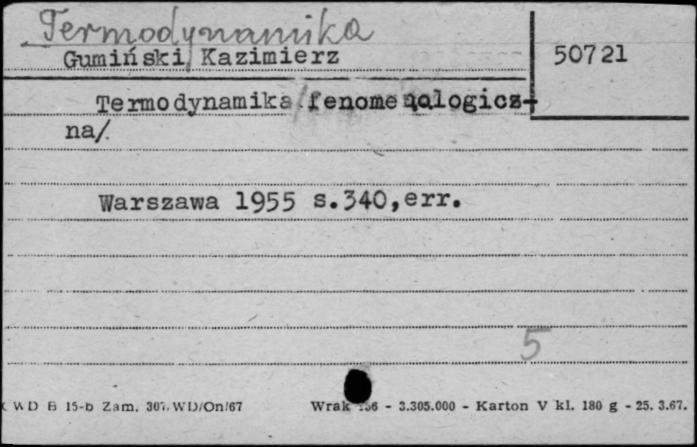 Termodynamika
Gumiński Kazimierz
50721
Termodynamika /fenomenologicz-
na/.
Warszawa 1955 s.340,err.
5
WD B 15-b Zam. 307/WD/On/67 Wrak - 3.305.000 - Karton V kl. 180 g - 25. 3.67.